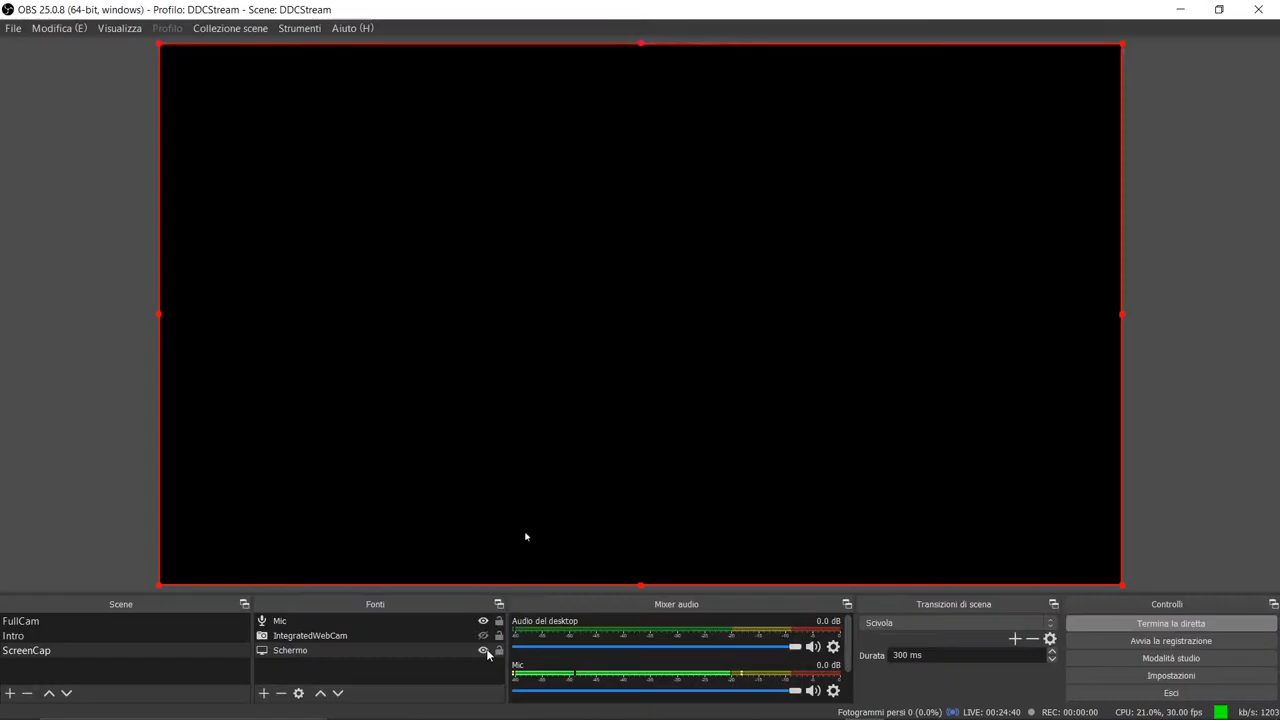 OBS 25.0.8 (64-bit, windows) - Profilo: DDCStream - Scene: DDCStream
File Modifica (E) Visualizza Profilo Collezione scene Strumenti Aiuto (H)
Scene
FullCam
Intro
ScreenCap
Fonti
Mic
IntegratedWebCam
Schermo
Mixer audio
Audio del desktop 0.0 dB
Mic 0.0 dB
Transizioni di scena
Scivola
Durata 300 ms
Controlli
Termina la diretta
Avvia la registrazione
Modalità studio
Impostazioni
Esci
Fotogrammi persi 0 (0.0%) LIVE: 00:24:40 REC: 00:00:00 CPU: 21.0%, 30.00 fps kb/s: 1203